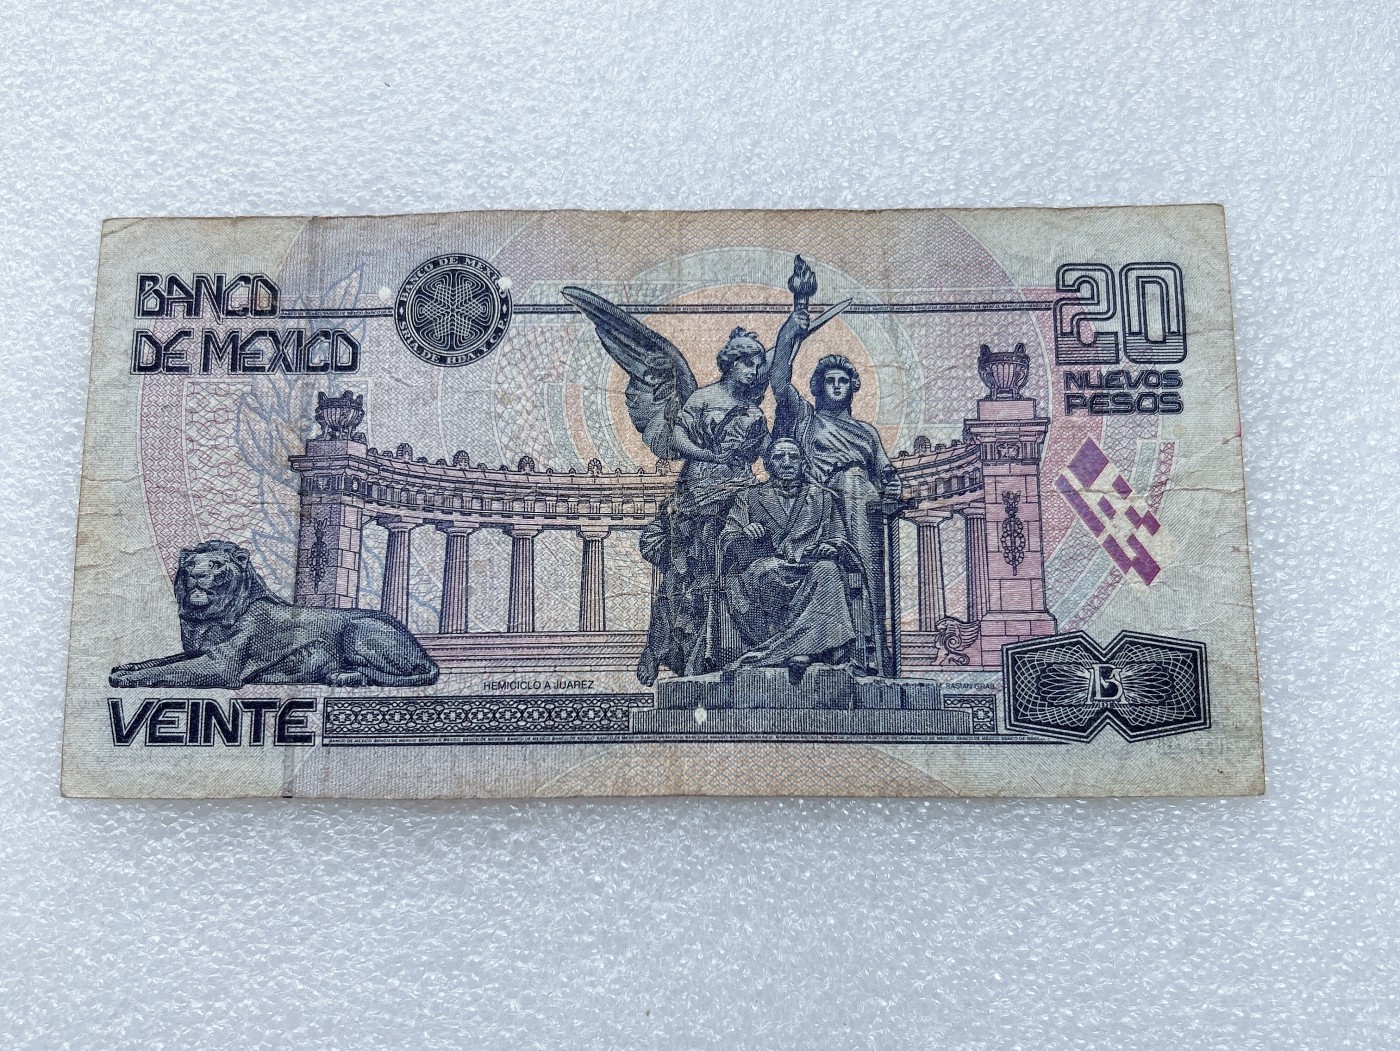 BANCO
DE MEXICO
BANCO DE MEXICO
20
NUEVOS
PESOS
HEMICICLO A JUAREZ
VEINTE